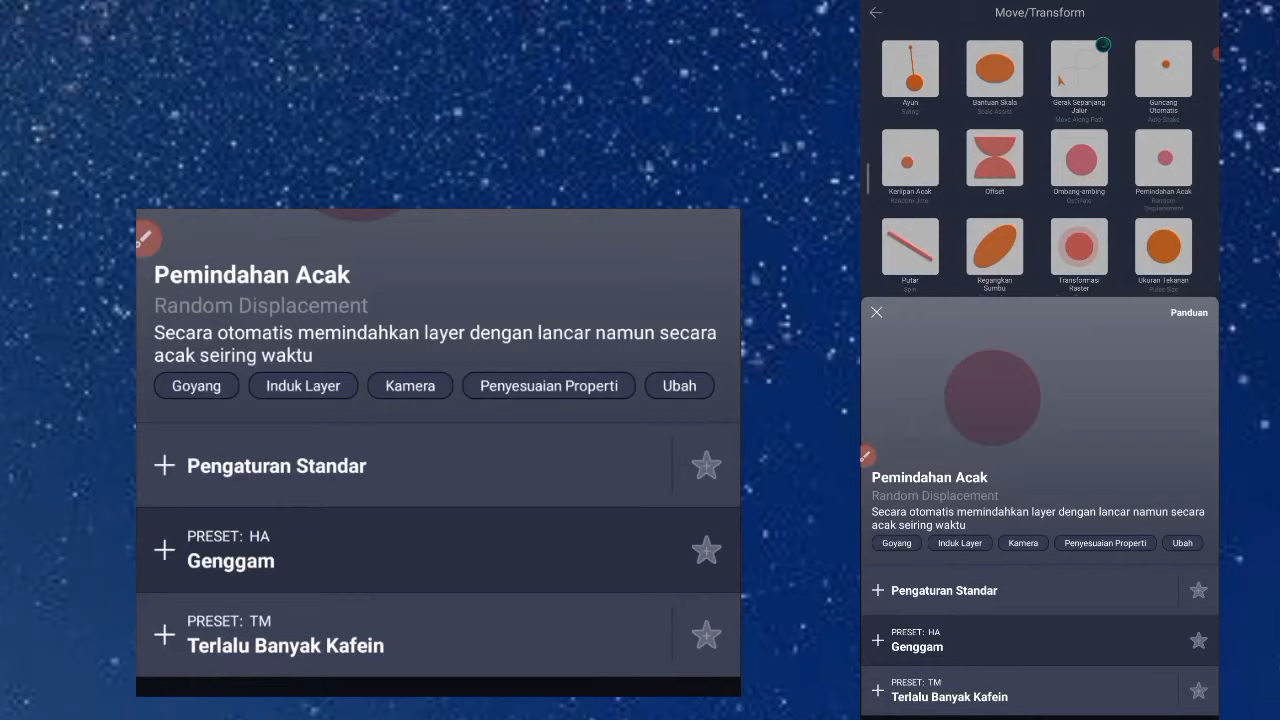 Pemindahan Acak
Random Displacement
Secara otomatis memindahkan layer dengan lancar namun secara
acak seiring waktu
Goyang Induk Layer Kamera Penyesuaian Properti Ubah
Pengaturan Standar
PRESET: HA
Genggam
PRESET: TM
Terlalu Banyak Kafein
Move/Transform
Ayun
Swing
Bantuan Skala
Scale Assist
Gerak Sepanjang
Jalur
Move Along Path
Guncang
Otomatis
Auto-Shake
Kerlipan Acak
Random Jitter
Offset
Ombang-ambing
Oscillate
Pemindahan Acak
Random
Displacement
Putar
Spin
Regangkan
Sumbu
Transformasi
Raster
Ukuran Tekanan
Pulse Size
Panduan
Pemindahan Acak
Random Displacement
Secara otomatis memindahkan layer dengan lancar namun secara
acak seiring waktu
Goyang Induk Layer Kamera Penyesuaian Properti Ubah
Pengaturan Standar
PRESET: HA
Genggam
PRESET: TM
Terlalu Banyak Kafein